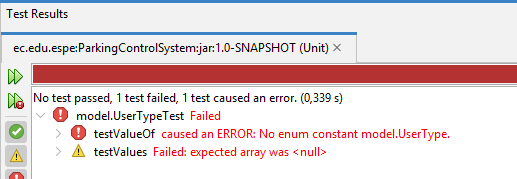 Test Results
ec.edu.espe:ParkingControlSystem:jar:1.0-SNAPSHOT (Unit) ×
No test passed, 1 test failed, 1 test caused an error. (0,339 s)
model.UserTypeTest Failed
testValueOf caused an ERROR: No enum constant model.UserType.
testValues Failed: expected array was <null>